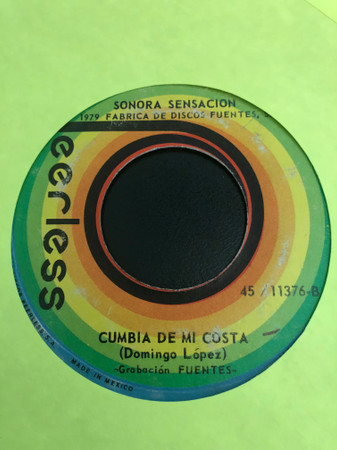 SONORA SENSACION
1979 FABRICA DE DISCOS FUENTES,
Peerless
45 / 11376-B
CUMBIA DE MI COSTA
(Domingo López)
-Grabación FUENTES-
S.A.
MADE IN MEXICO